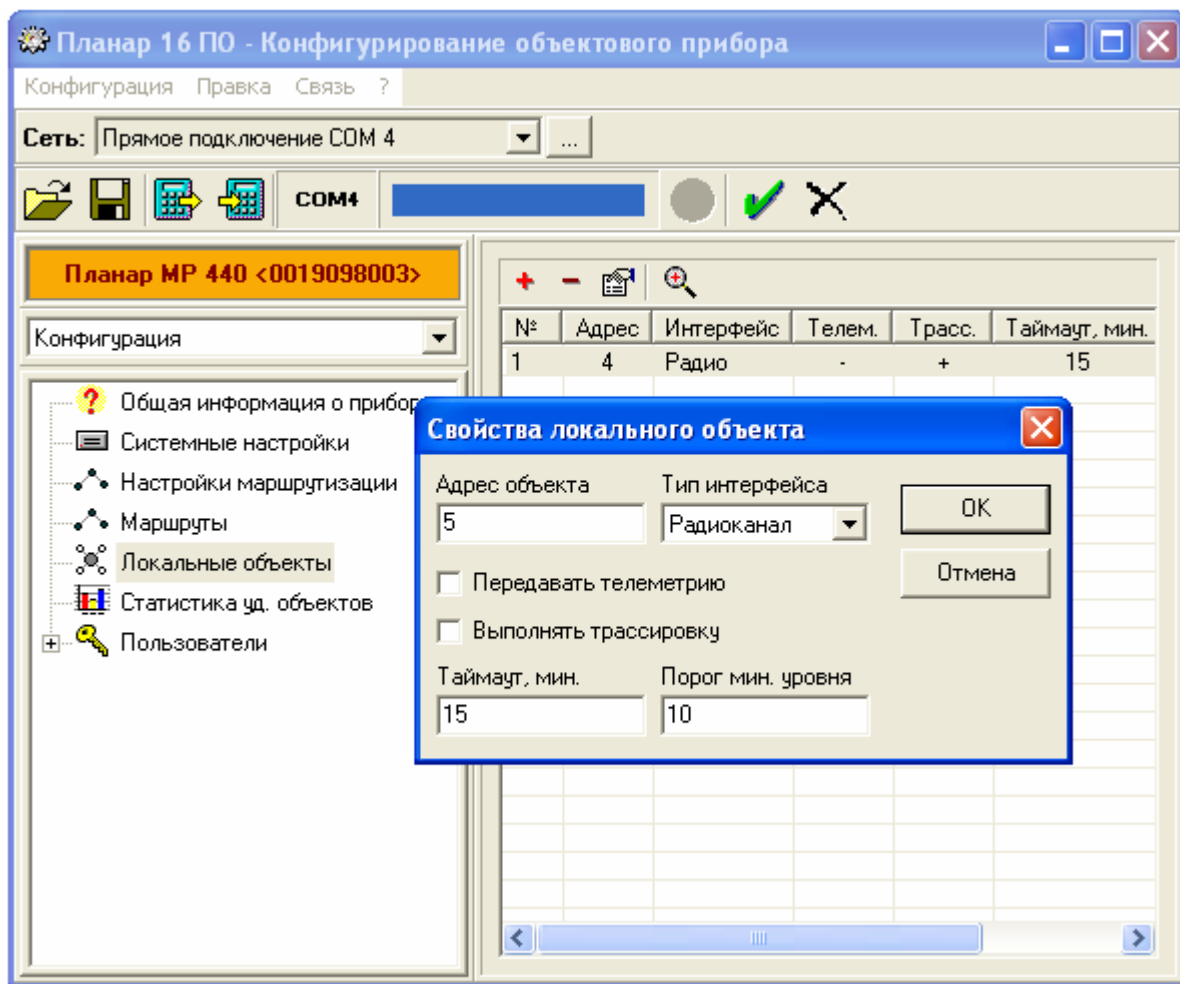 Планар 16 ПО - Конфигурирование объектового прибора
Конфигурация Правка Связь ?
Сеть: Прямое подключение COM 4 ...
COM4
Планар МР 440 <0019098003>
Конфигурация
Общая информация о прибор
Системные настройки
Настройки маршрутизации
Маршруты
Локальные объекты
Статистика уд. объектов
Пользователи
№ Адрес Интерфейс Телем. Трасс. Таймаут, мин.
1 4 Радио - + 15
Свойства локального объекта
Адрес объекта Тип интерфейса
5 Радиоканал OK
Отмена
Передавать телеметрию
Выполнять трассировку
Таймаут, мин. Порог мин. уровня
15 10